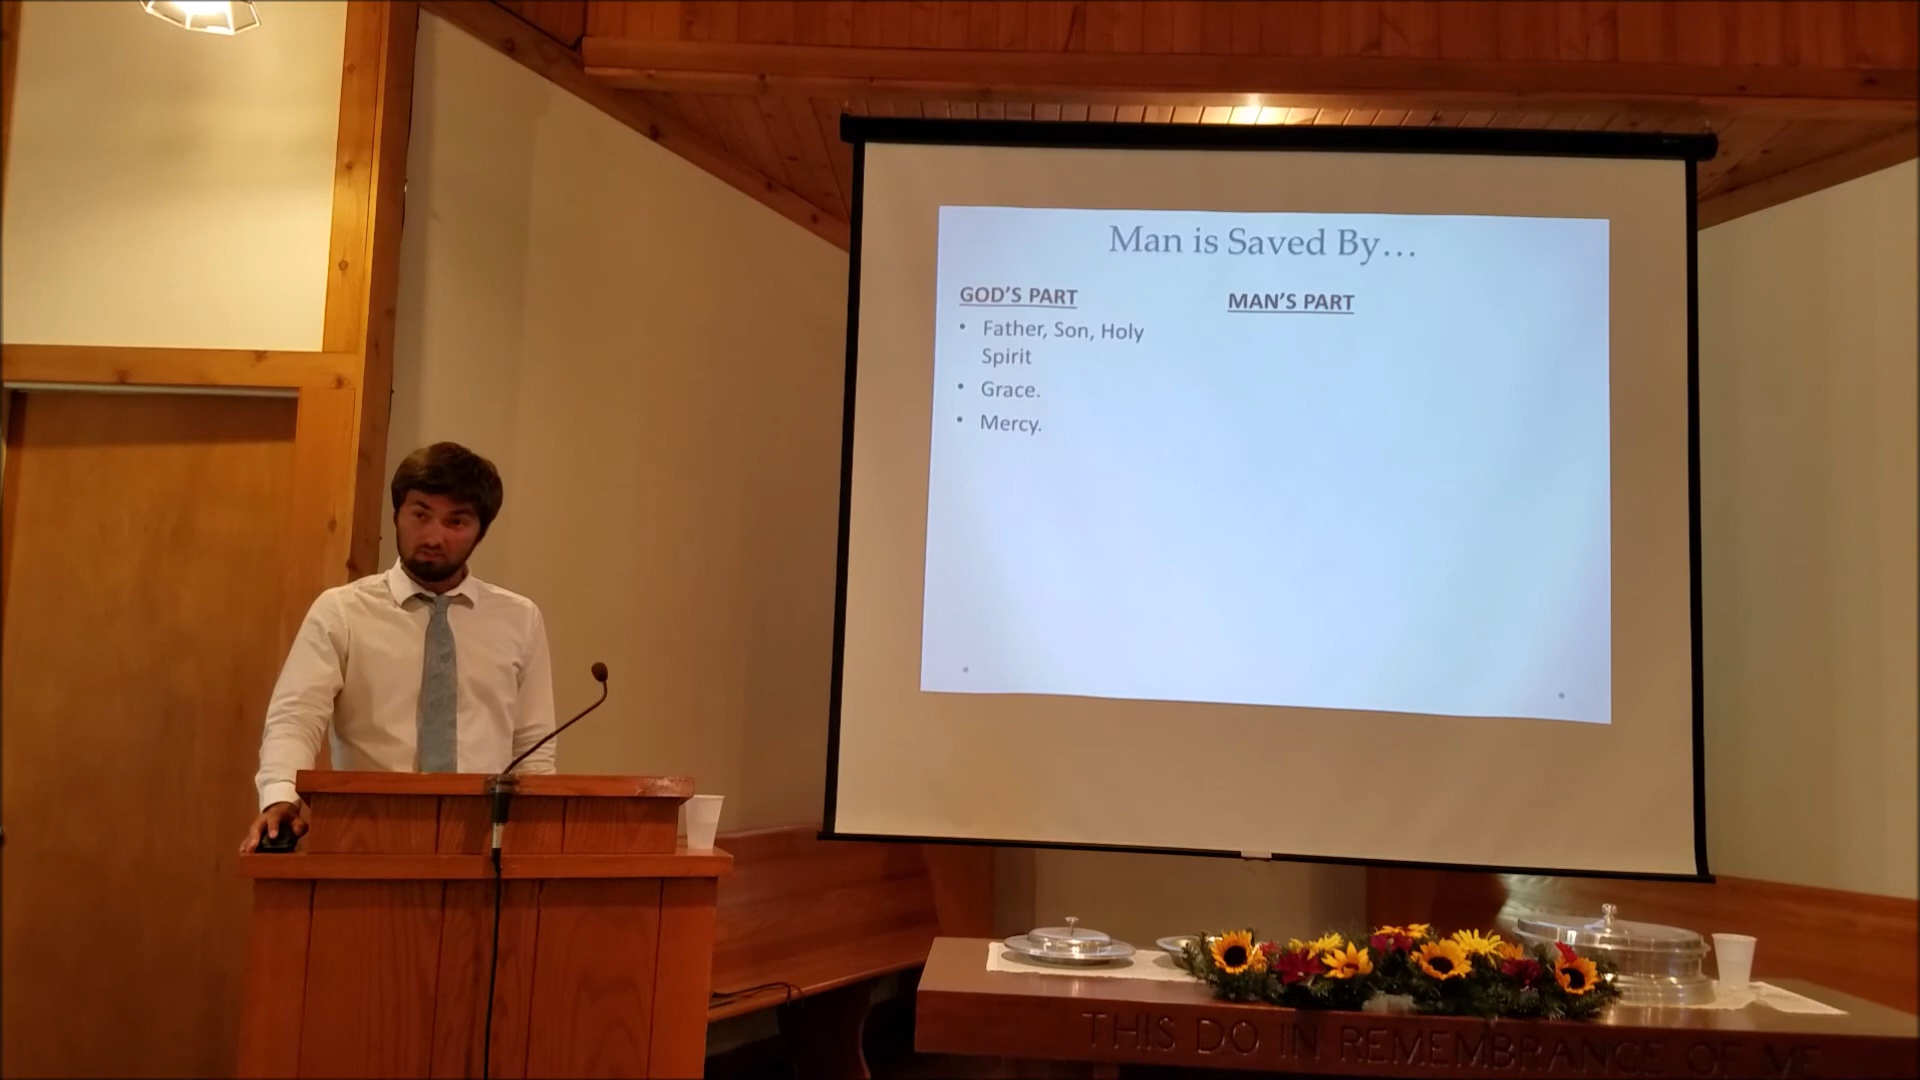 Man is Saved By...
GOD'S PART
• Father, Son, Holy
Spirit
• Grace.
• Mercy.
MAN'S PART
THIS DO IN REMEMBRANCE OF ME